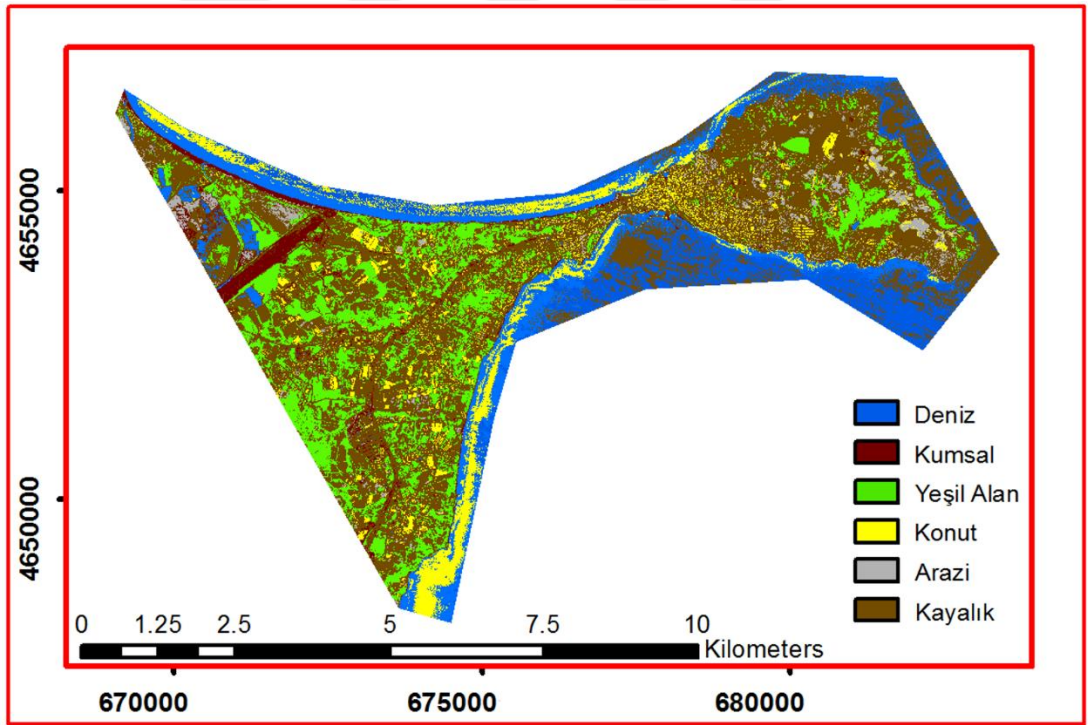 4655000
4650000
Deniz
Kumsal
Yeşil Alan
Konut
Arazi
Kayalık
0 1.25 2.5 5 7.5 10
Kilometers
670000 675000 680000